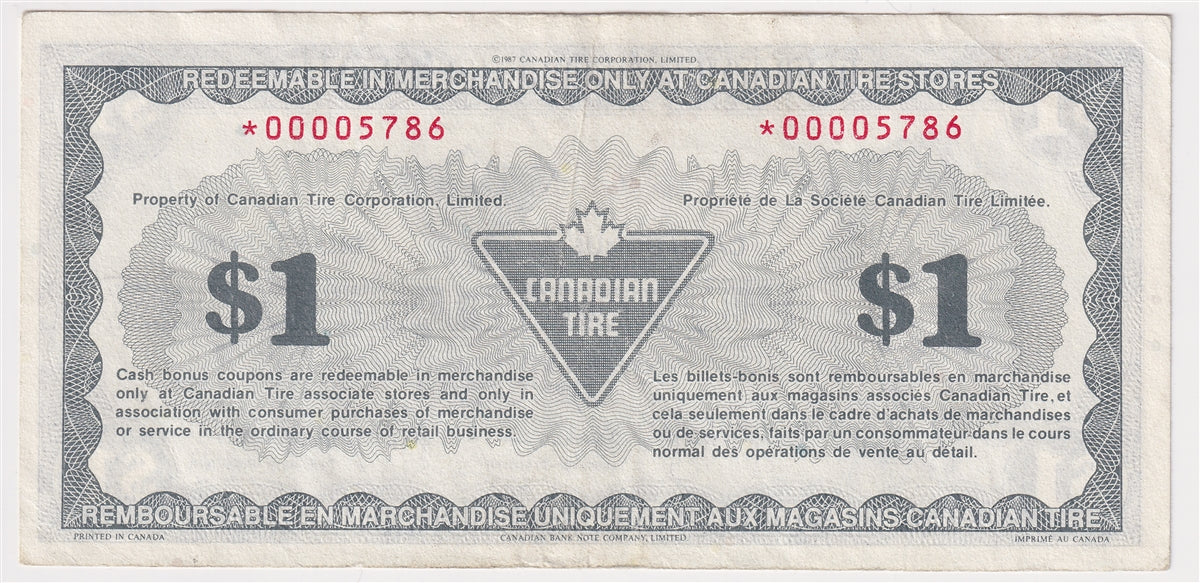 ©1987 CANADIAN TIRE CORPORATION, LIMITED.
REDEEMABLE IN MERCHANDISE ONLY AT CANADIAN TIRE STORES
*00005786
*00005786
Property of Canadian Tire Corporation, Limited.
Propriété de La Société Canadian Tire Limitée.
$1
CANADIAN
TIRE
$1
Cash bonus coupons are redeemable in merchandise
only at Canadian Tire associate stores and only in
association with consumer purchases of merchandise
or service in the ordinary course of retail business.
Les billets-bonis sont remboursables en marchandise
uniquement aux magasins associés Canadian Tire, et
cela seulement dans le cadre d'achats de marchandises
ou de services, faits par un consommateur dans le cours
normal des opérations de vente au détail.
REMBOURSABLE EN MARCHANDISE UNIQUEMENT AUX MAGASINS CANADIAN TIRE
PRINTED IN CANADA
CANADIAN BANK NOTE COMPANY, LIMITED
IMPRIMÉ AU CANADA